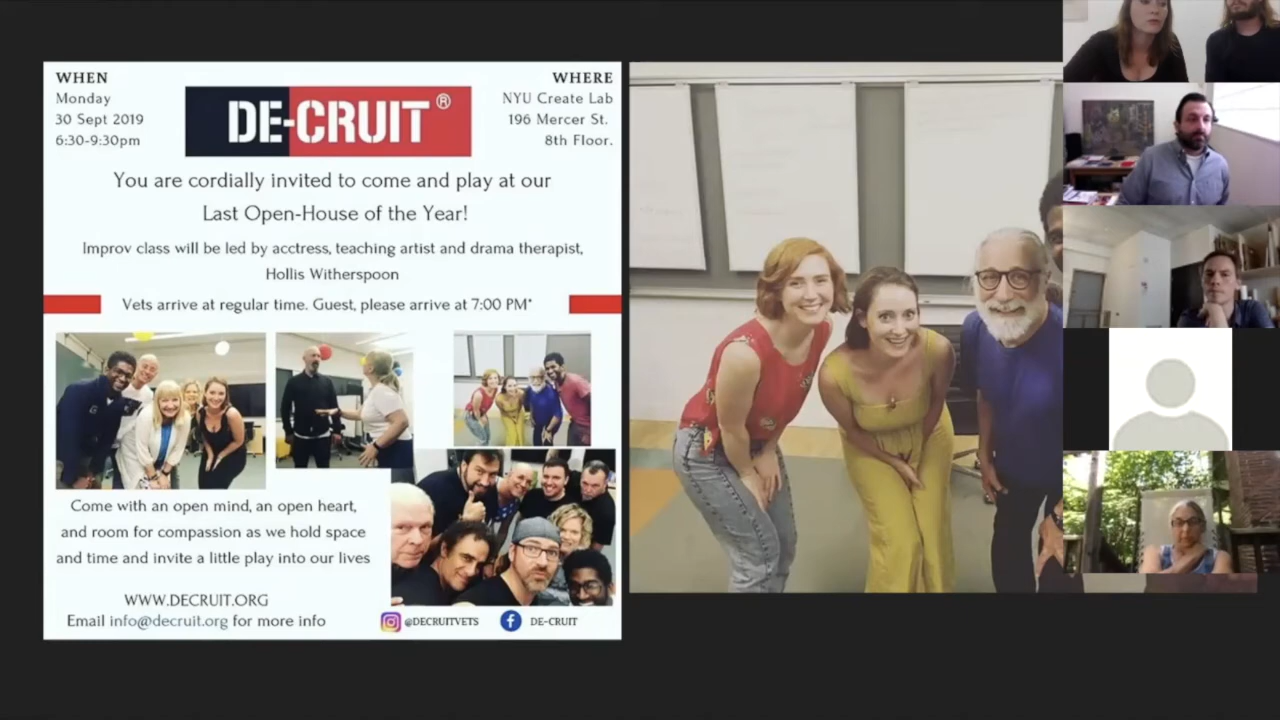 WHEN
Monday
30 Sept 2019
6:30-9:30pm
DE-CRUIT®
WHERE
NYU Create Lab
196 Mercer St.
8th Floor.
You are cordially invited to come and play at our
Last Open-House of the Year!
Improv class will be led by acctress, teaching artist and drama therapist,
Hollis Witherspoon
Vets arrive at regular time. Guest, please arrive at 7:00 PM*
Come with an open mind, an open heart,
and room for compassion as we hold space
and time and invite a little play into our lives
WWW.DECRUIT.ORG
Email info@decruit.org for more info
@DECRUITVETS
DE-CRUIT